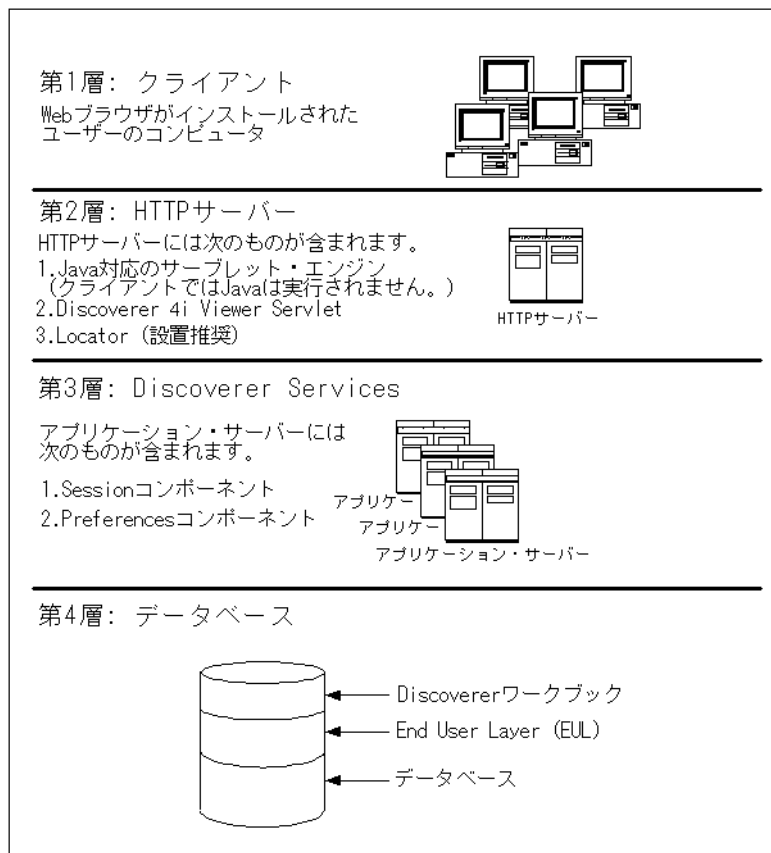 第1層: クライアント
Webブラウザがインストールされた
ユーザーのコンピュータ
第2層: HTTPサーバー
HTTPサーバーには次のものが含まれます。
1.Java対応のサーブレット・エンジン
（クライアントではJavaは実行されません。）
2.Discoverer 4i Viewer Servlet
3.Locator（設置推奨）
HTTPサーバー
第3層: Discoverer Services
アプリケーション・サーバーには
次のものが含まれます。
1.Sessionコンポーネント
2.Preferencesコンポーネント
アプリケー
アプリケー
アプリケーション・サーバー
第4層: データベース
Discovererワークブック
End User Layer（EUL）
データベース